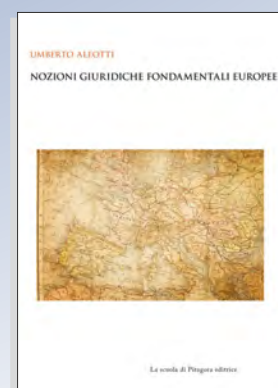 UMBERTO ALEOTTI
NOZIONI GIURIDICHE FONDAMENTALI EUROPEE
La scuola di Pitagora editrice